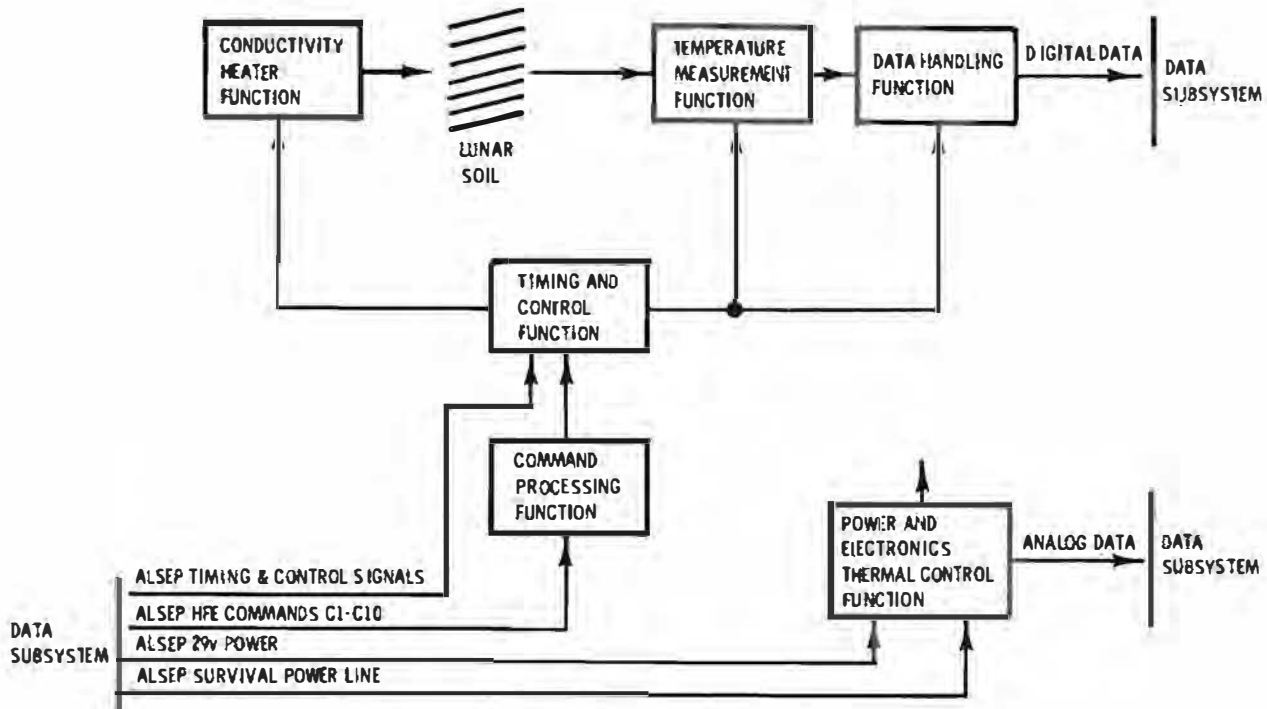 CONDUCTIVITY
HEATER
FUNCTION
LUNAR
SOIL
TEMPERATURE
MEASUREMENT
FUNCTION
DATA HANDLING
FUNCTION
DIGITAL DATA
DATA
SUBSYSTEM
TIMING AND
CONTROL
FUNCTION
COMMAND
PROCESSING
FUNCTION
POWER AND
ELECTRONICS
THERMAL CONTROL
FUNCTION
ANALOG DATA
DATA
SUBSYSTEM
DATA
SUBSYSTEM
ALSEP TIMING & CONTROL SIGNALS
ALSEP HFE COMMANDS C1-C10
ALSEP 29v POWER
ALSEP SURVIVAL POWER LINE